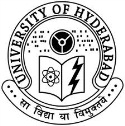 UNIVERSITY OF HYDERABAD
सा विद्या या विमुक्तये